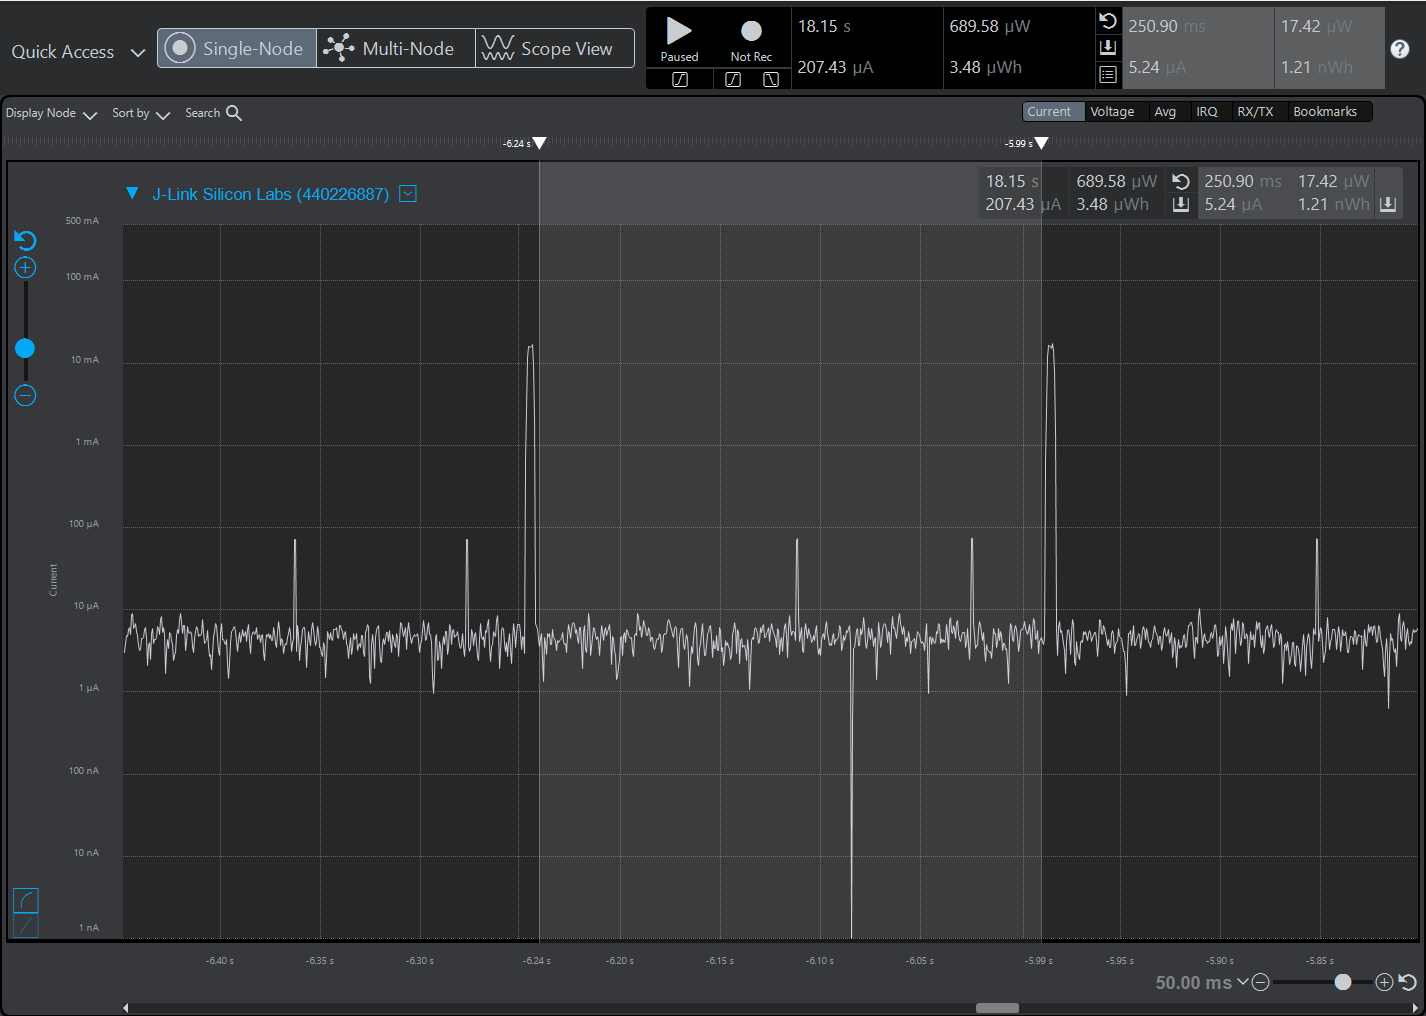 Quick Access
Single-Node
Multi-Node
Scope View
Paused
Not Rec
18.15 s
207.43 µA
689.58 µW
3.48 µWh
250.90 ms
5.24 µA
17.42 µW
1.21 nWh
?
Display Node
Sort by
Search
Current
Voltage
Avg
IRQ
RX/TX
Bookmarks
-6.24 s
-5.99 s
J-Link Silicon Labs (440226887)
18.15 s
689.58 µW
250.90 ms
17.42 µW
207.43 µA
3.48 µWh
5.24 µA
1.21 nWh
500 mA
100 mA
10 mA
1 mA
100 µA
10 µA
1 µA
100 nA
10 nA
1 nA
Current
-6.40 s
-6.35 s
-6.30 s
-6.24 s
-6.20 s
-6.15 s
-6.10 s
-6.05 s
-5.99 s
-5.95 s
-5.90 s
-5.85 s
50.00 ms